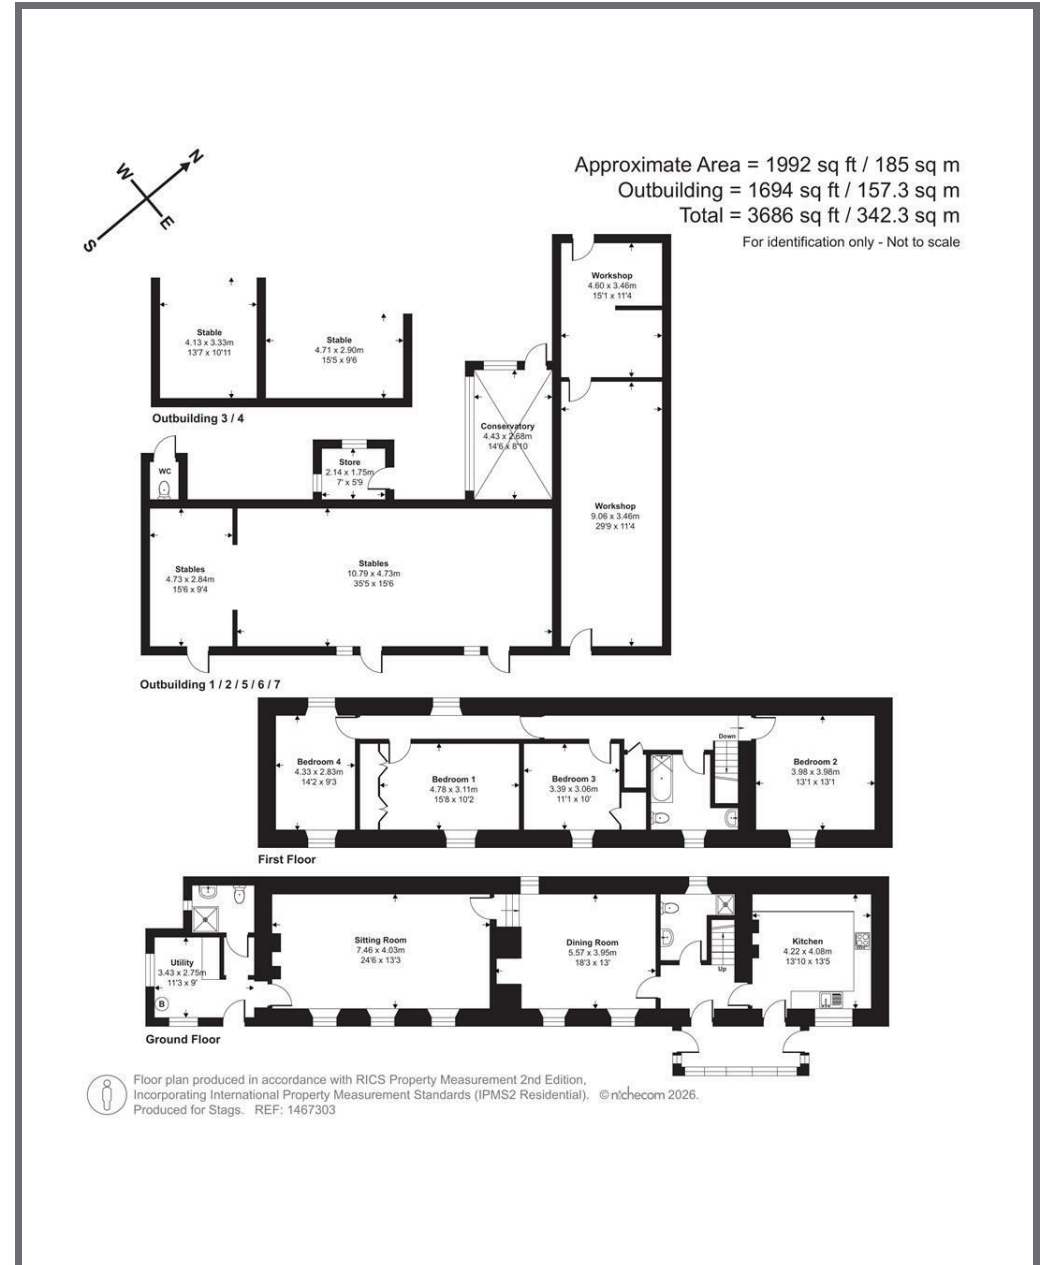 N
W
E
S
Approximate Area = 1992 sq ft / 185 sq m
Outbuilding = 1694 sq ft / 157.3 sq m
Total = 3686 sq ft / 342.3 sq m
For identification only - Not to scale
Workshop
4.60 x 3.46m
15'1 x 11'4
Stable
4.13 x 3.33m
13'7 x 10'11
Stable
4.71 x 2.90m
15'5 x 9'6
Outbuilding 3 / 4
Conservatory
4.43 x 2.68m
14'6 x 8'10
WC
Store
2.14 x 1.75m
7' x 5'9
Workshop
9.06 x 3.46m
29'9 x 11'4
Stables
4.73 x 2.84m
15'6 x 9'4
Stables
10.79 x 4.73m
35'5 x 15'6
Outbuilding 1 / 2 / 5 / 6 / 7
Bedroom 4
4.33 x 2.83m
14'2 x 9'3
Bedroom 1
4.78 x 3.11m
15'8 x 10'2
Bedroom 3
3.39 x 3.06m
11'1 x 10'
Down
Bedroom 2
3.98 x 3.98m
13'1 x 13'1
First Floor
Utility
3.43 x 2.75m
11'3 x 9'
B
Sitting Room
7.46 x 4.03m
24'6 x 13'3
Dining Room
5.57 x 3.95m
18'3 x 13'
Up
Kitchen
4.22 x 4.08m
13'10 x 13'5
Ground Floor
Floor plan produced in accordance with RICS Property Measurement 2nd Edition,
Incorporating International Property Measurement Standards (IPMS2 Residential). © nichecom 2026.
Produced for Stags. REF: 1467303